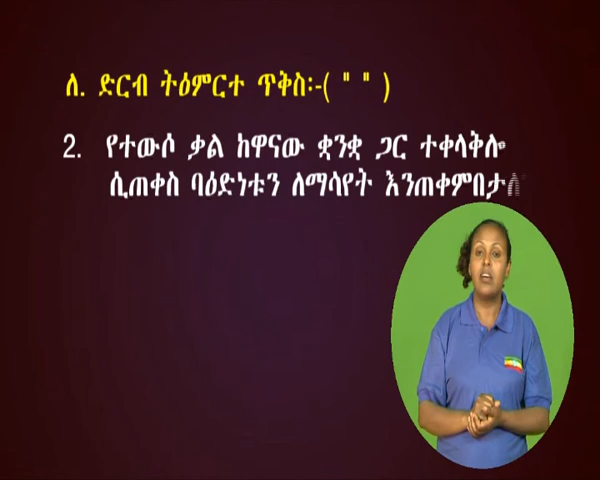 ለ. ድርብ ትዕምርተ ጥቅስ፡-( " " )
2. የተውሶ ቃል ከዋናው ቋንቋ ጋር ተቀላቅሎ
ሲጠቀስ ባዕድነቱን ለማሳየት እንጠቀምበታለ